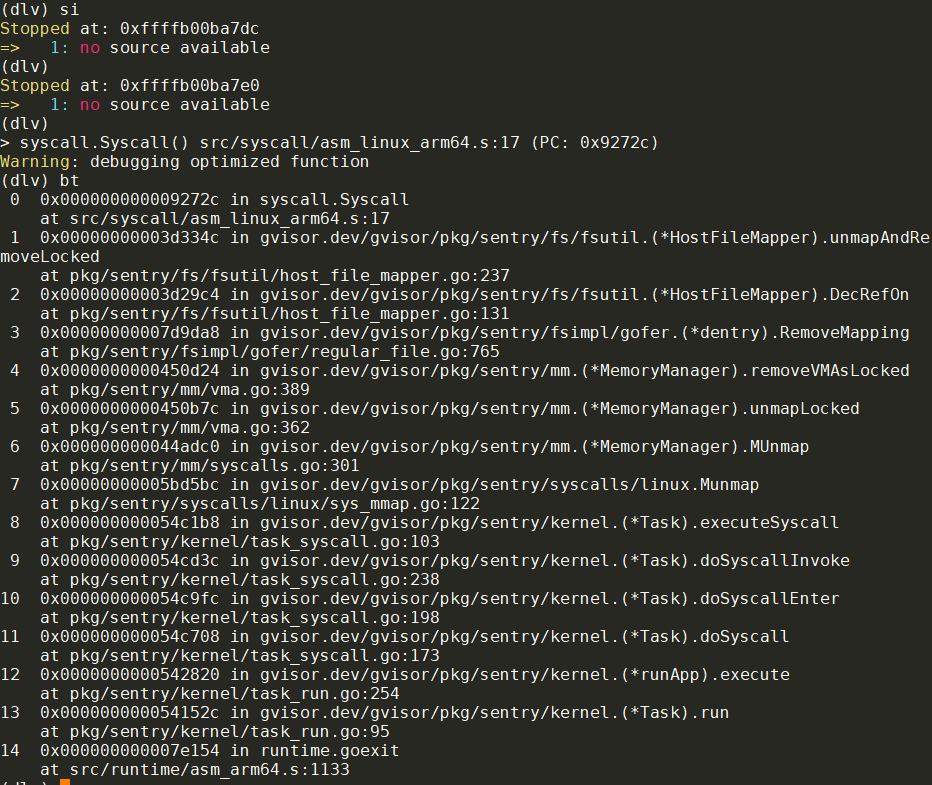 (dlv) si
Stopped at: 0xffffb00ba7dc
=>   1: no source available
(dlv)
Stopped at: 0xffffb00ba7e0
=>   1: no source available
(dlv)
> syscall.Syscall() src/syscall/asm_linux_arm64.s:17 (PC: 0x9272c)
Warning: debugging optimized function
(dlv) bt
 0  0x000000000009272c in syscall.Syscall
    at src/syscall/asm_linux_arm64.s:17
 1  0x00000000003d334c in gvisor.dev/gvisor/pkg/sentry/fs/fsutil.(*HostFileMapper).unmapAndRe
moveLocked
    at pkg/sentry/fs/fsutil/host_file_mapper.go:237
 2  0x00000000003d29c4 in gvisor.dev/gvisor/pkg/sentry/fs/fsutil.(*HostFileMapper).DecRefOn
    at pkg/sentry/fs/fsutil/host_file_mapper.go:131
 3  0x00000000007d9da8 in gvisor.dev/gvisor/pkg/sentry/fsimpl/gofer.(*dentry).RemoveMapping
    at pkg/sentry/fsimpl/gofer/regular_file.go:765
 4  0x0000000000450d24 in gvisor.dev/gvisor/pkg/sentry/mm.(*MemoryManager).removeVMAsLocked
    at pkg/sentry/mm/vma.go:389
 5  0x0000000000450b7c in gvisor.dev/gvisor/pkg/sentry/mm.(*MemoryManager).unmapLocked
    at pkg/sentry/mm/vma.go:362
 6  0x000000000044adc0 in gvisor.dev/gvisor/pkg/sentry/mm.(*MemoryManager).MUnmap
    at pkg/sentry/mm/syscalls.go:301
 7  0x00000000005bd5bc in gvisor.dev/gvisor/pkg/sentry/syscalls/linux.Munmap
    at pkg/sentry/syscalls/linux/sys_mmap.go:122
 8  0x000000000054c1b8 in gvisor.dev/gvisor/pkg/sentry/kernel.(*Task).executeSyscall
    at pkg/sentry/kernel/task_syscall.go:103
 9  0x000000000054cd3c in gvisor.dev/gvisor/pkg/sentry/kernel.(*Task).doSyscallInvoke
    at pkg/sentry/kernel/task_syscall.go:238
10  0x000000000054c9fc in gvisor.dev/gvisor/pkg/sentry/kernel.(*Task).doSyscallEnter
    at pkg/sentry/kernel/task_syscall.go:198
11  0x000000000054c708 in gvisor.dev/gvisor/pkg/sentry/kernel.(*Task).doSyscall
    at pkg/sentry/kernel/task_syscall.go:173
12  0x0000000000542820 in gvisor.dev/gvisor/pkg/sentry/kernel.(*runApp).execute
    at pkg/sentry/kernel/task_run.go:254
13  0x000000000054152c in gvisor.dev/gvisor/pkg/sentry/kernel.(*Task).run
    at pkg/sentry/kernel/task_run.go:95
14  0x000000000007e154 in runtime.goexit
    at src/runtime/asm_arm64.s:1133
(dlv)